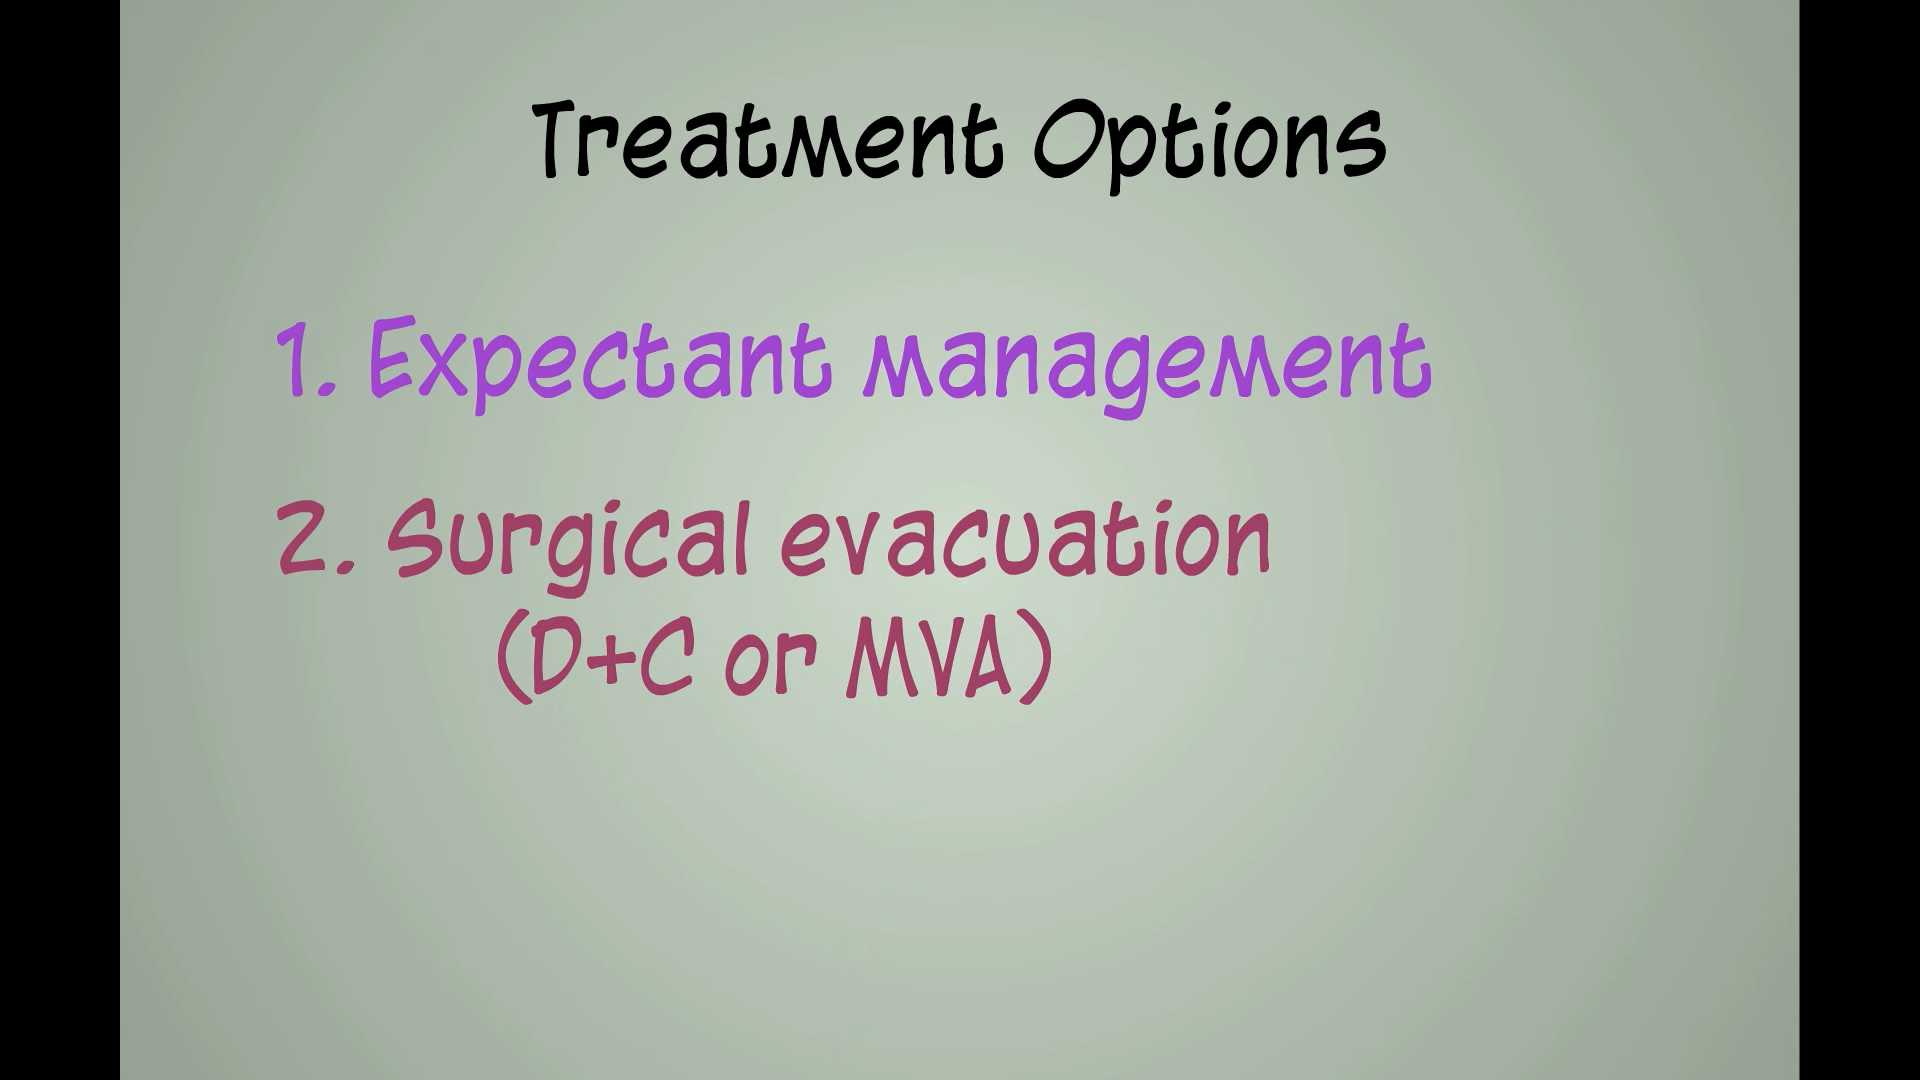 Treatment Options
1. Expectant management
2. Surgical evacuation
(D+C or MVA)